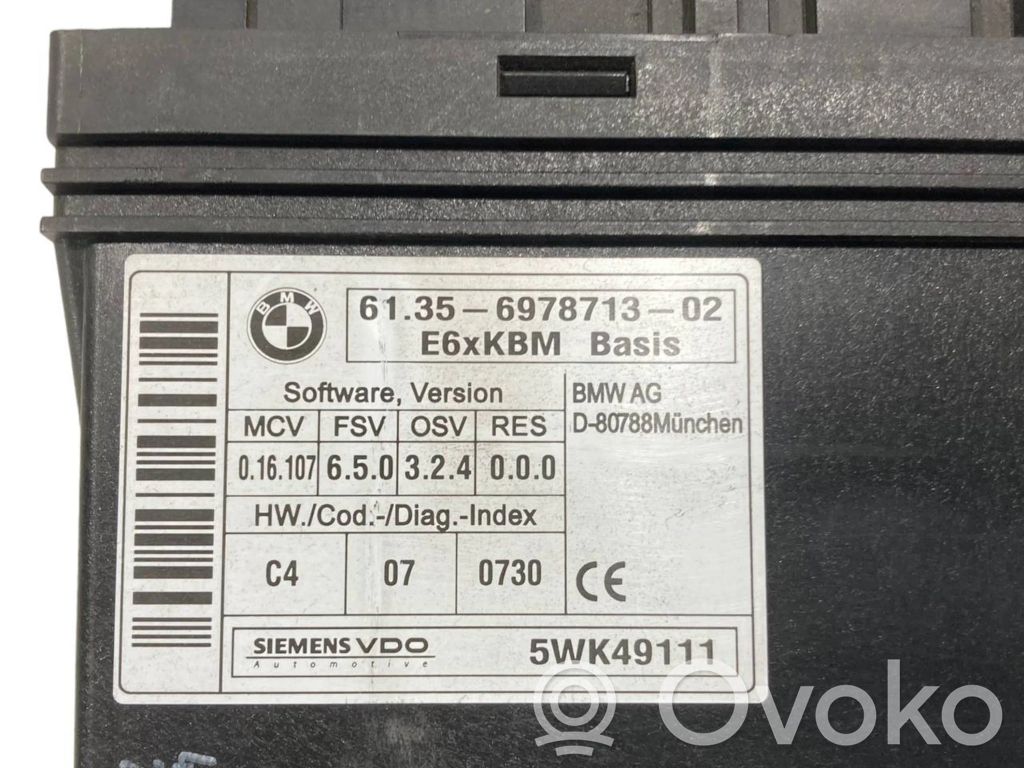 BMW
61.35-6978713-02
E6xKBM Basis
Software, Version
MCV FSV OSV RES
0.16.107 6.5.0 3.2.4 0.0.0
HW./Cod.-/Diag.-Index
C4 07 0730
BMW AG
D-80788München
CE
SIEMENS VDO
Automotive
5WK49111
Ovoko